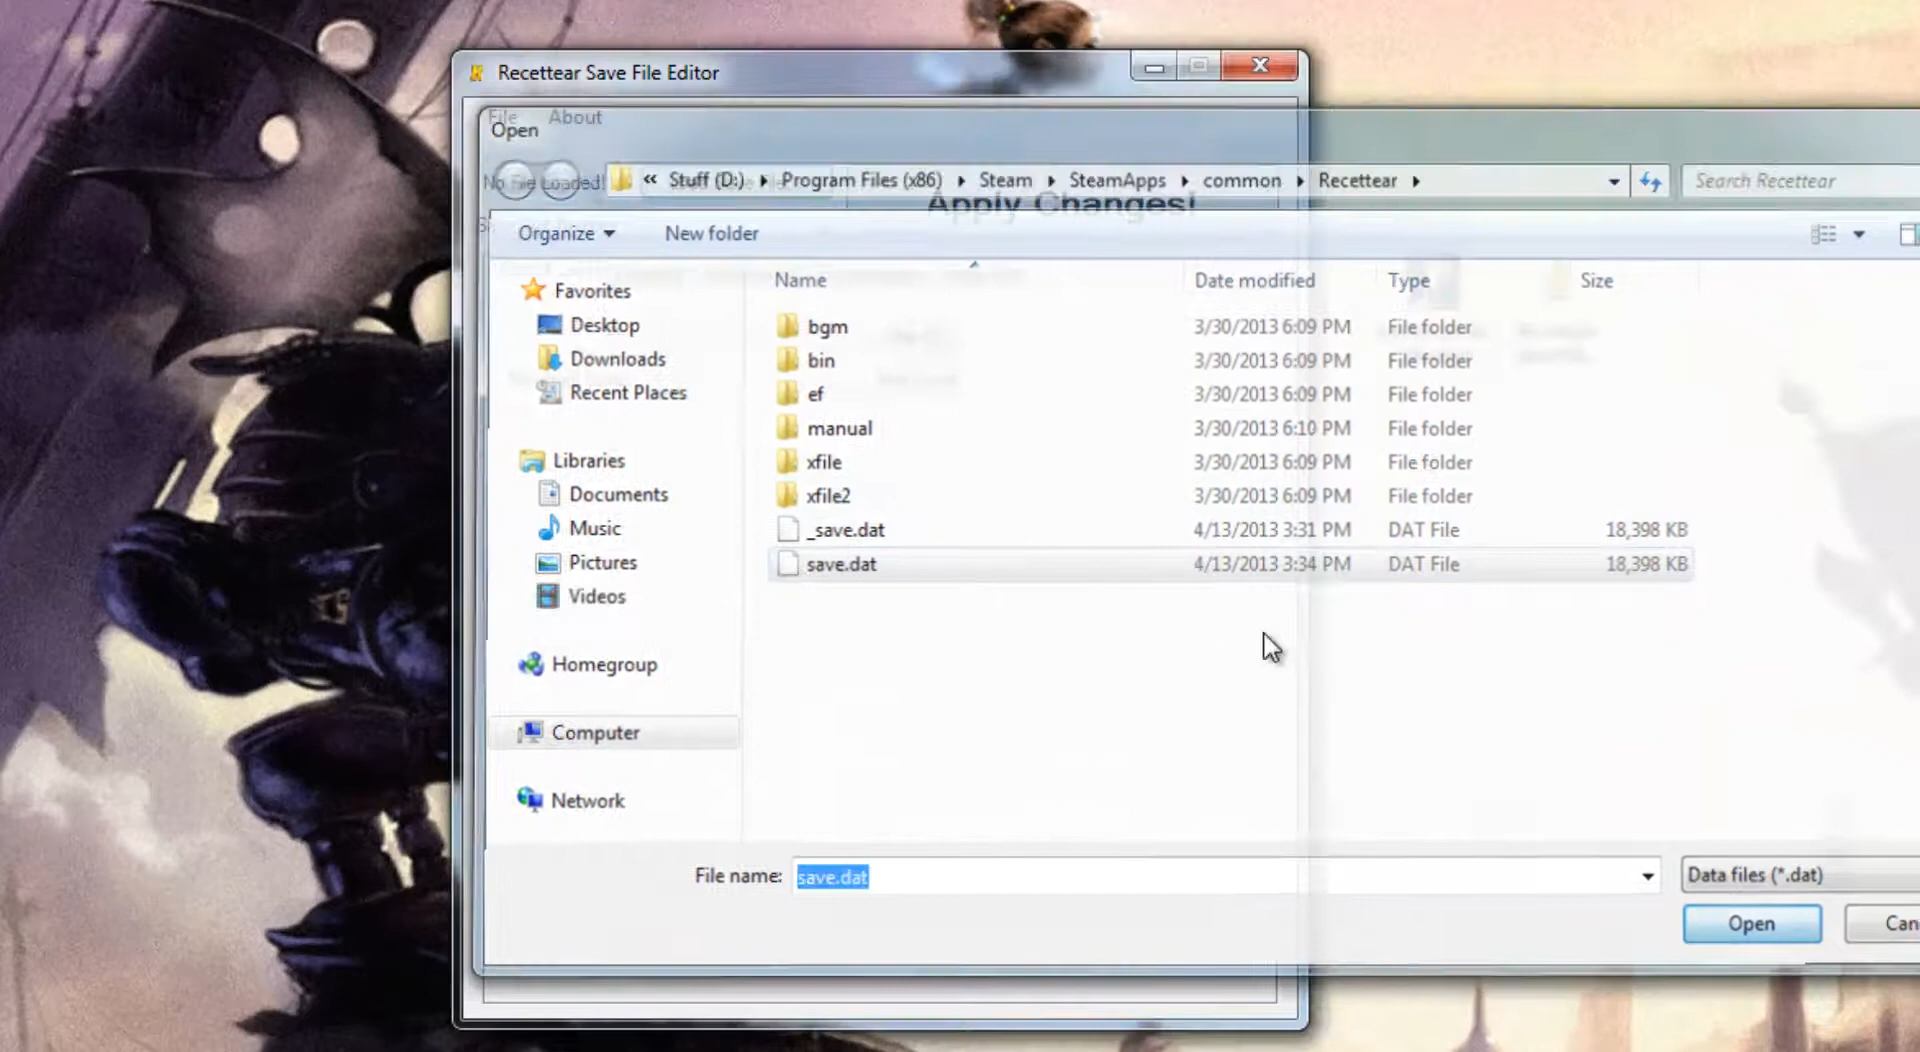 Recettear Save File Editor
File About
Open
No File Loaded!
« Stuff (D:) Program Files (x86) Steam SteamApps common Recettear
Search Recettear
Apply Changes!
Organize New folder
Name Date modified Type Size
Favorites
Desktop
Downloads
Recent Places
Libraries
Documents
Music
Pictures
Videos
Homegroup
Computer
Network
bgm 3/30/2013 6:09 PM File folder
bin 3/30/2013 6:09 PM File folder
ef 3/30/2013 6:09 PM File folder
manual 3/30/2013 6:10 PM File folder
xfile 3/30/2013 6:09 PM File folder
xfile2 3/30/2013 6:09 PM File folder
_save.dat 4/13/2013 3:31 PM DAT File 18,398 KB
save.dat 4/13/2013 3:34 PM DAT File 18,398 KB
File name: save.dat Data files (*.dat)
Open Can